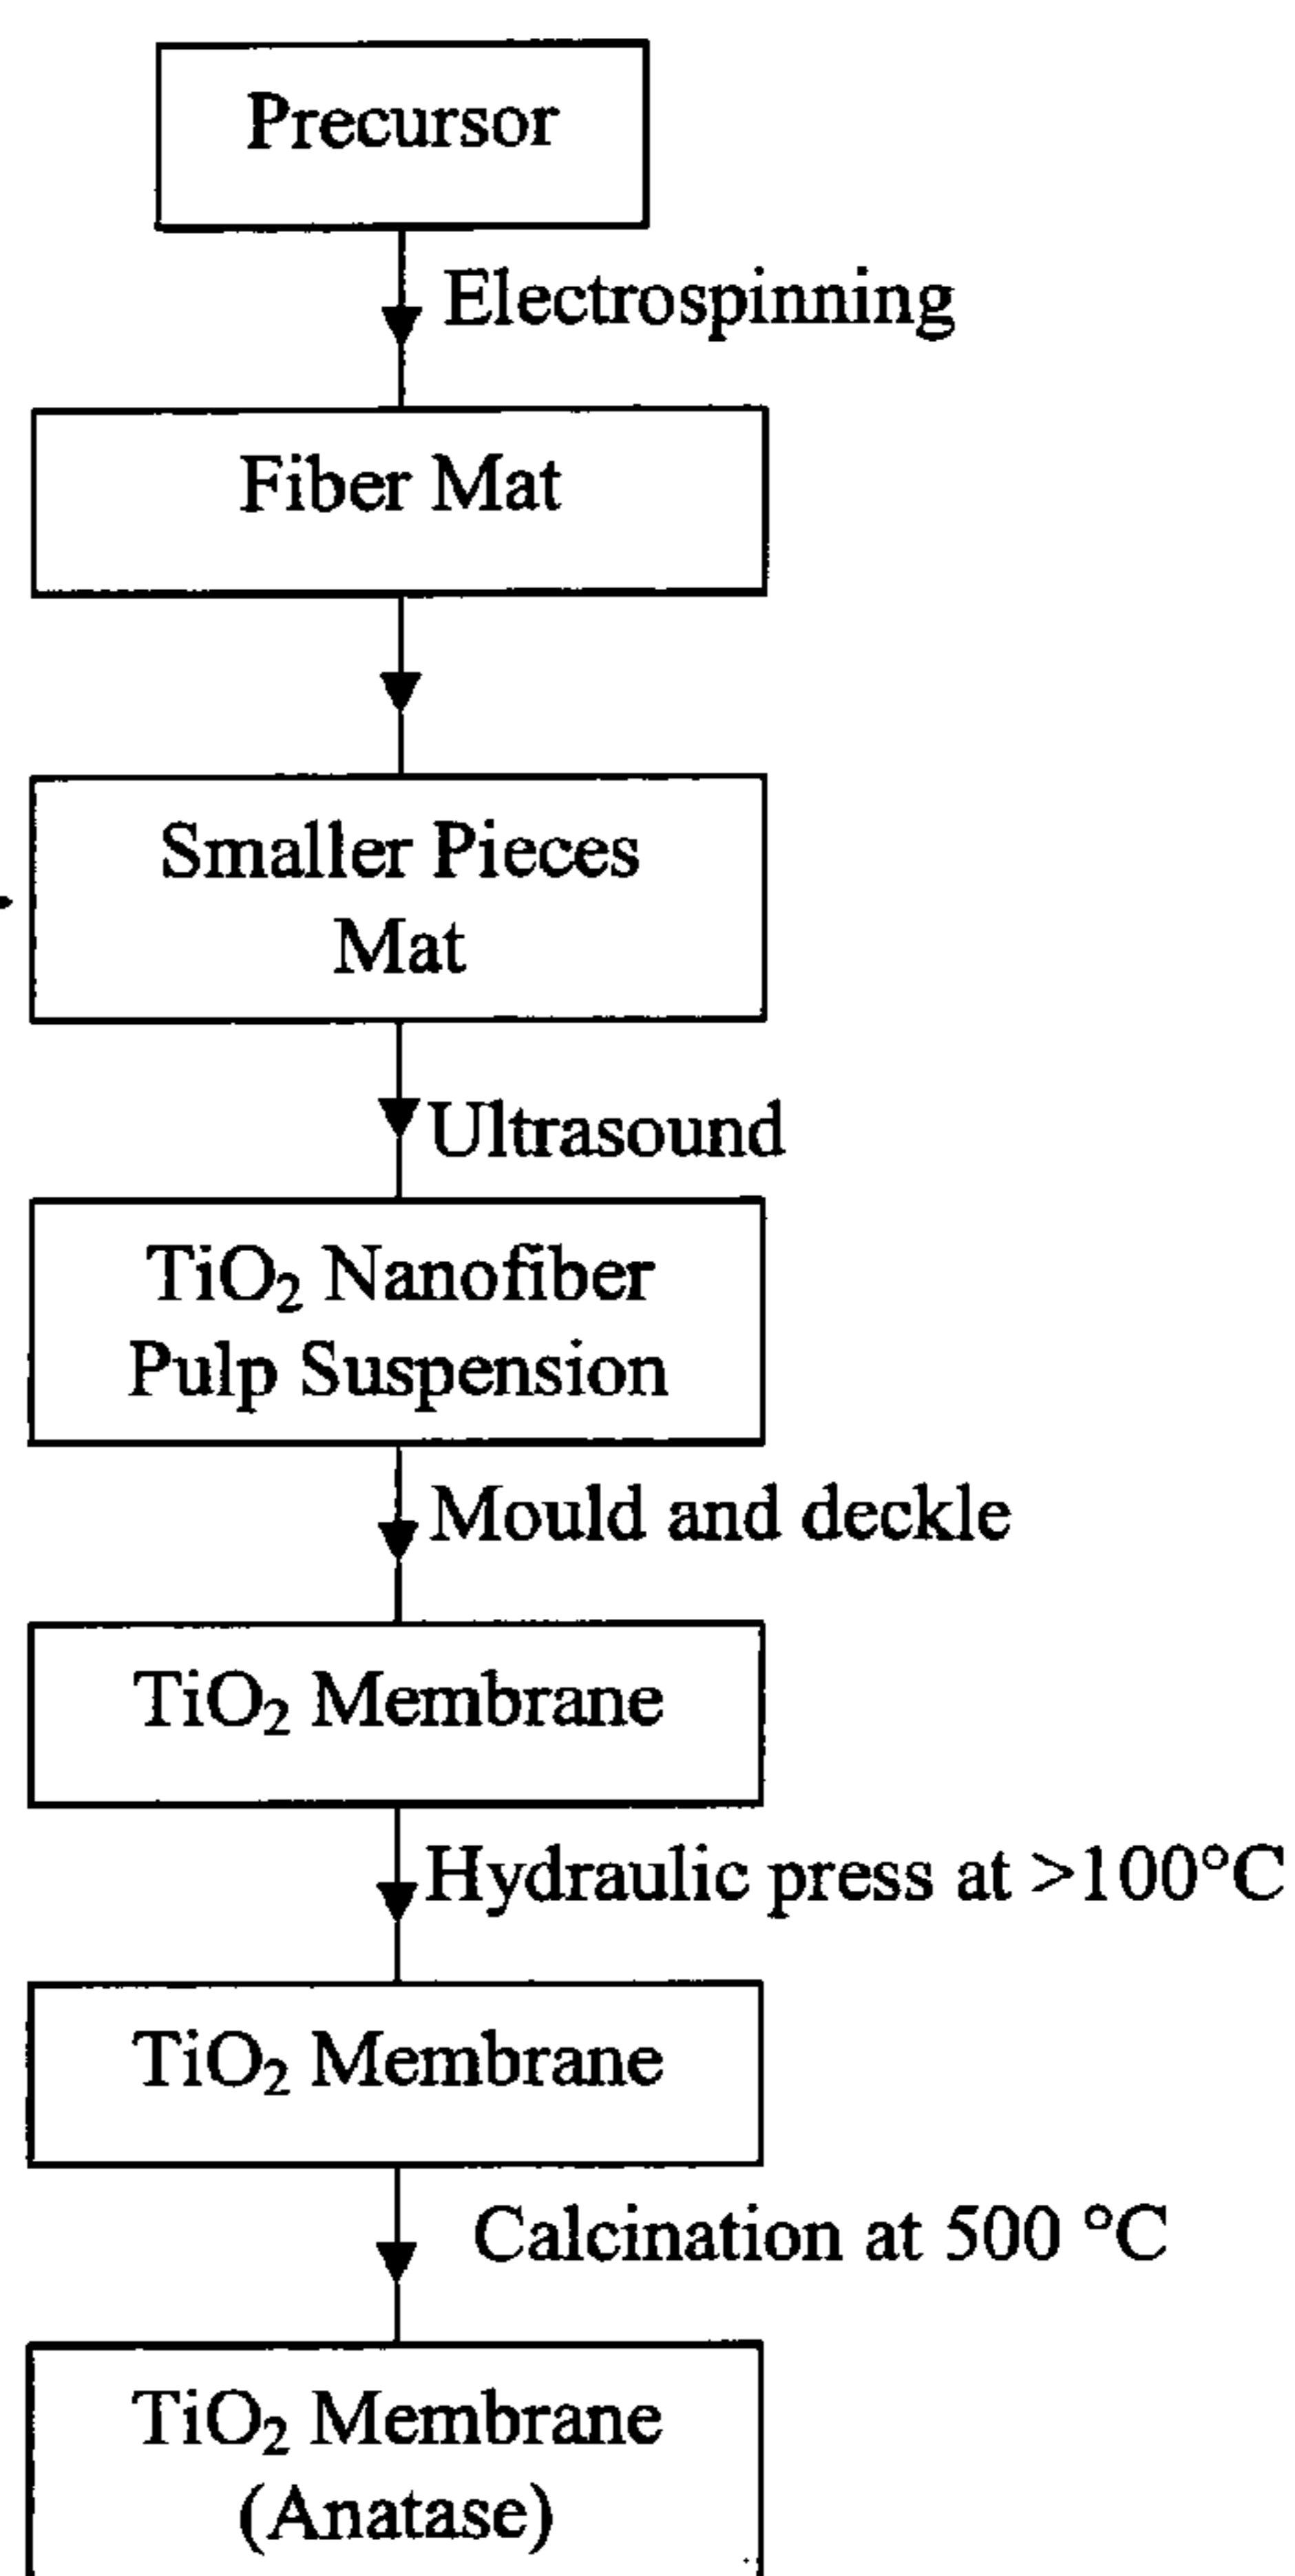 Precursor
Electrospinning
Fiber Mat
Smaller Pieces
Mat
Ultrasound
TiO₂ Nanofiber
Pulp Suspension
Mould and deckle
TiO₂ Membrane
Hydraulic press at >100°C
TiO₂ Membrane
Calcination at 500 °C
TiO₂ Membrane
(Anatase)